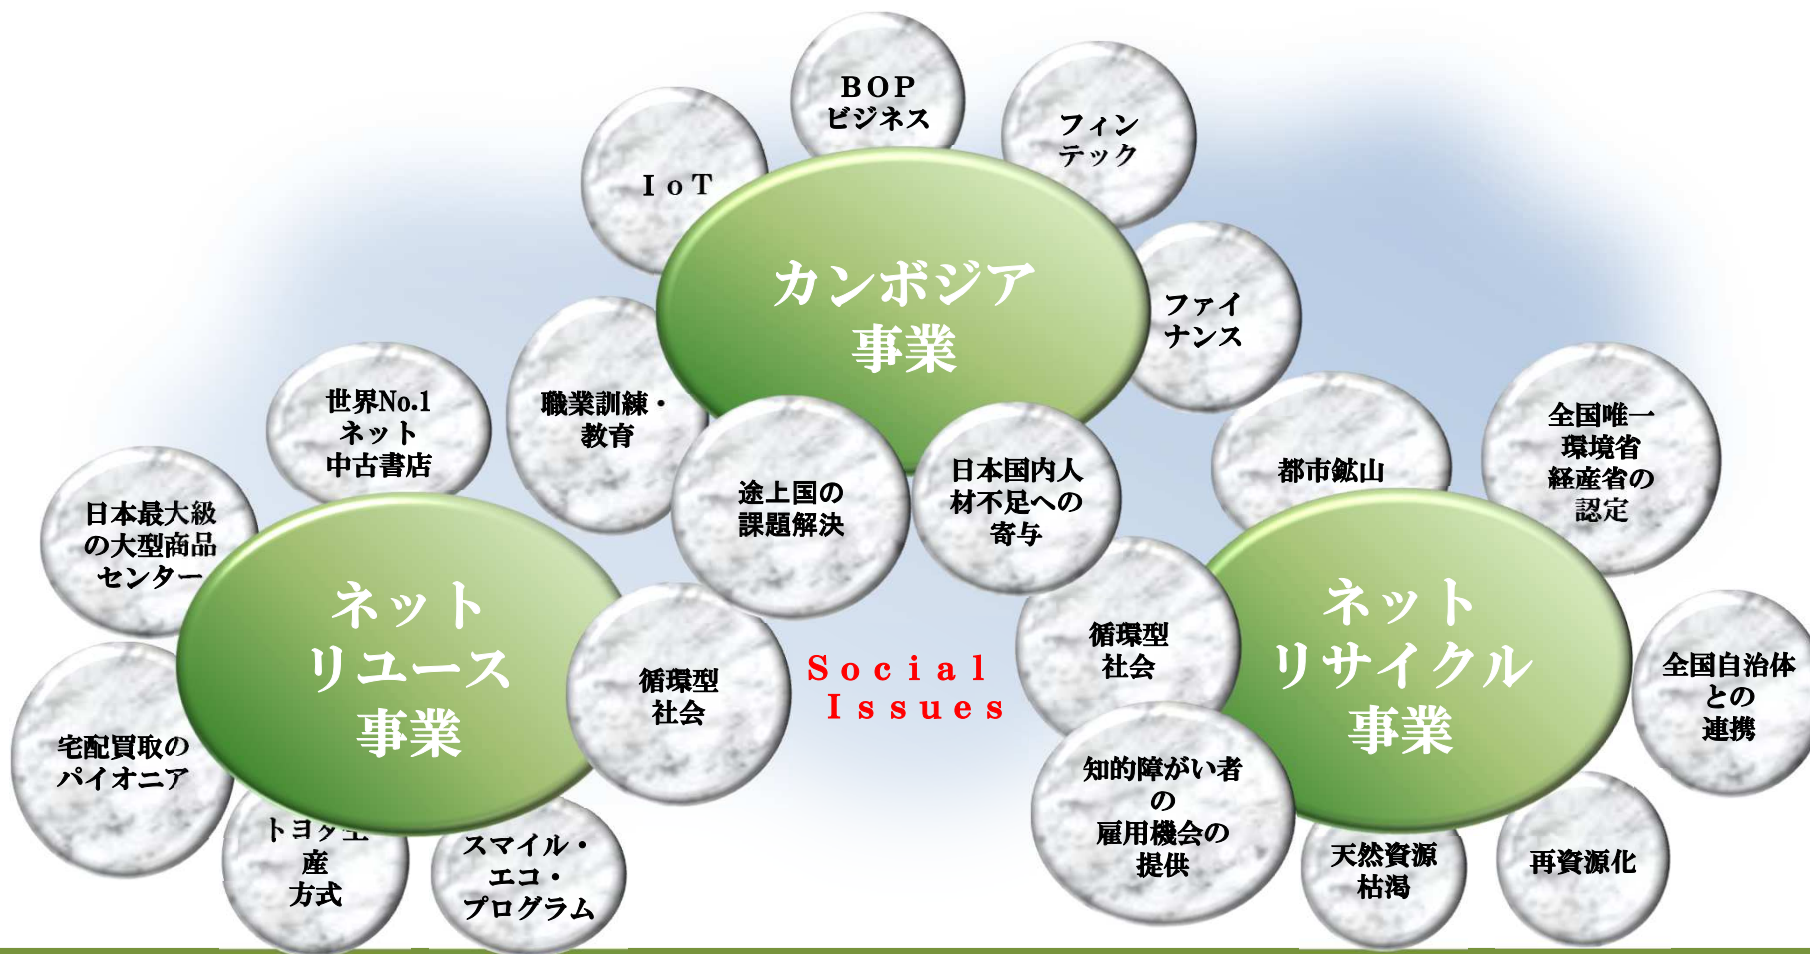 BOP
ビジネス
フィン
テック
IoT
カンボジア
事業
ファイ
ナンス
職業訓練・
教育
途上国の
課題解決
日本国内人
材不足への
寄与
世界No.1
ネット
中古書店
日本最大級
の大型商品
センター
ネット
リユース
事業
宅配買取の
パイオニア
産
方式
スマイル・
エコ・
プログラム
循環型
社会
Social
Issues
循環型
社会
都市鉱山
全国唯一
環境省
経産省の
認定
ネット
リサイクル
事業
全国自治体
との
連携
知的障がい者
の
雇用機会の
提供
天然資源
枯渇
再資源化